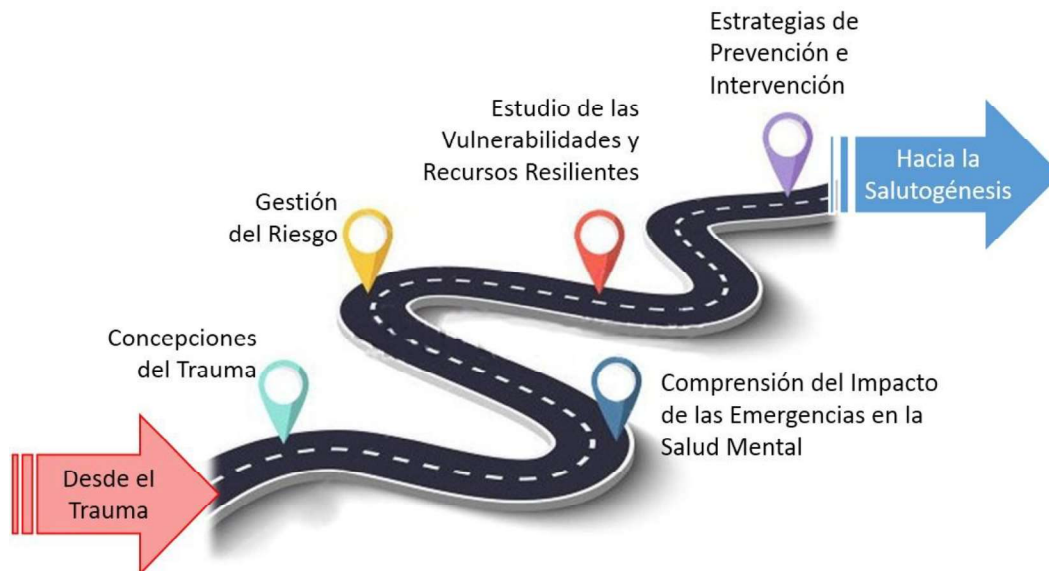 Estrategias de
Prevención e
Intervención
Estudio de las
Vulnerabilidades y
Recursos Resilientes
Hacia la
Salutogénesis
Gestión
del Riesgo
Concepciones
del Trauma
Comprensión del Impacto
de las Emergencias en la
Salud Mental
Desde el
Trauma